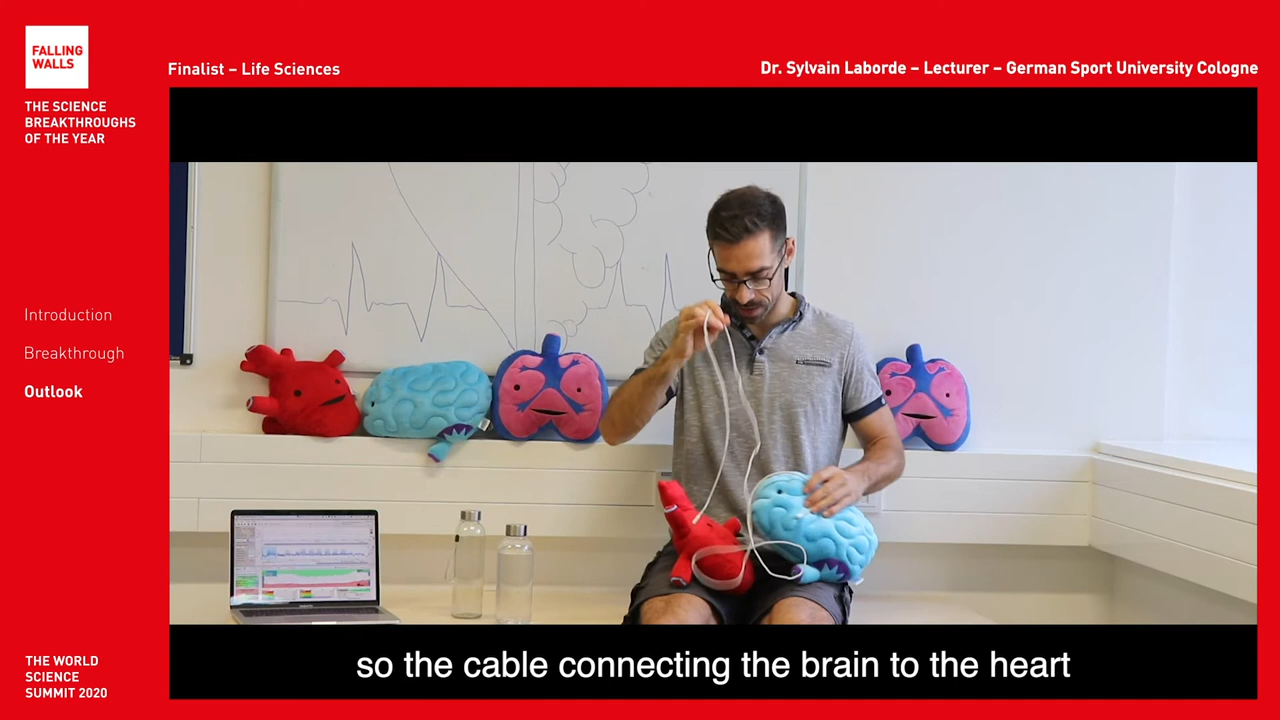 FALLING
WALLS
Finalist – Life Sciences
Dr. Sylvain Laborde – Lecturer – German Sport University Cologne
THE SCIENCE
BREAKTHROUGHS
OF THE YEAR
Introduction
Breakthrough
Outlook
THE WORLD
SCIENCE
SUMMIT 2020
so the cable connecting the brain to the heart